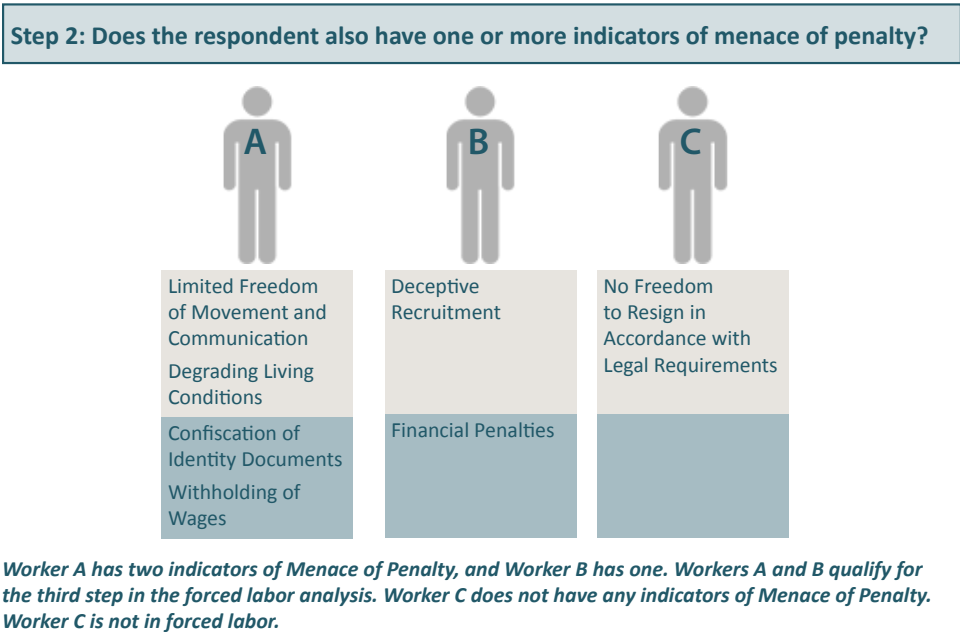 Step 2: Does the respondent also have one or more indicators of menace of penalty?
A
B
C
Limited Freedom
of Movement and
Communication
Degrading Living
Conditions
Confiscation of
Identity Documents
Withholding of
Wages
Deceptive
Recruitment
Financial Penalties
No Freedom
to Resign in
Accordance with
Legal Requirements
Worker A has two indicators of Menace of Penalty, and Worker B has one. Workers A and B qualify for
the third step in the forced labor analysis. Worker C does not have any indicators of Menace of Penalty.
Worker C is not in forced labor.